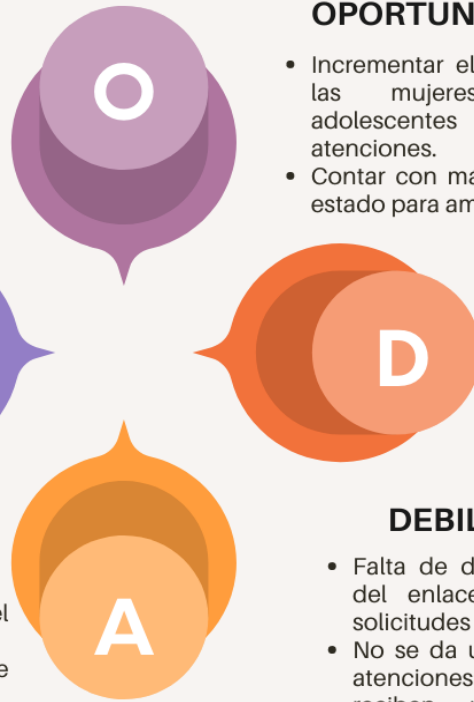 OPORTUN
O
• Incrementar el
las mujeres
adolescentes
atenciones.
• Contar con ma
estado para am
D
DEBIL
• Falta de d
del enlace
solicitudes
• No se da u
atenciones
A
el
e